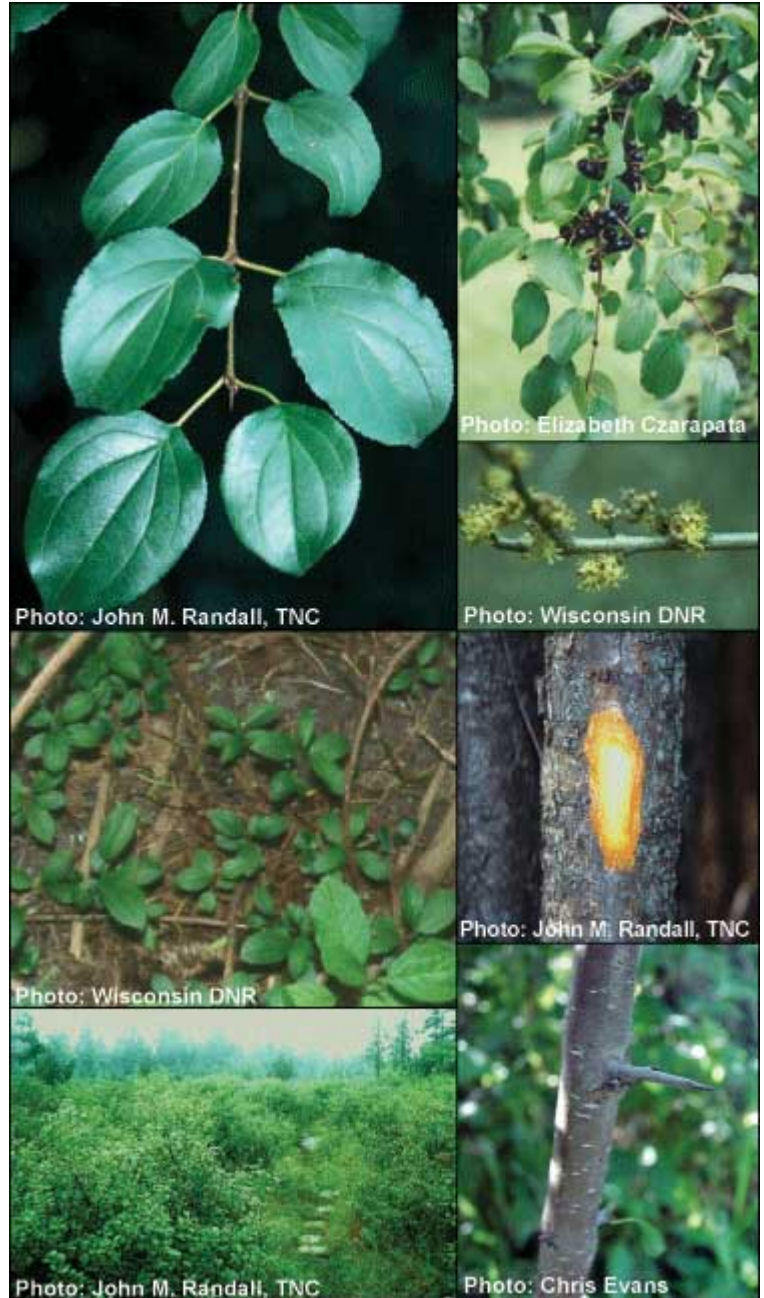 Photo: Elizabeth Czarapata
Photo: John M. Randall, TNC
Photo: Wisconsin DNR
Photo: John M. Randall, TNC
Photo: Wisconsin DNR
Photo: John M. Randall, TNC
Photo: Chris Evans